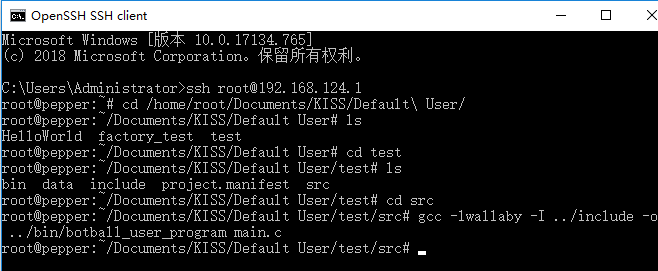 OpenSSH SSH client
Microsoft Windows [版本 10.0.17134.765]
(c) 2018 Microsoft Corporation。保留所有权利。
C:\Users\Administrator>ssh root@192.168.124.1
root@pepper:~# cd /home/root/Documents/KISS/Default\ User/
root@pepper:~/Documents/KISS/Default User# ls
HelloWorld  factory_test  test
root@pepper:~/Documents/KISS/Default User# cd test
root@pepper:~/Documents/KISS/Default User/test# ls
bin  data  include  project.manifest  src
root@pepper:~/Documents/KISS/Default User/test# cd src
root@pepper:~/Documents/KISS/Default User/test/src# gcc -lwallaby -I ../include -o
 ../bin/botball_user_program main.c
root@pepper:~/Documents/KISS/Default User/test/src#